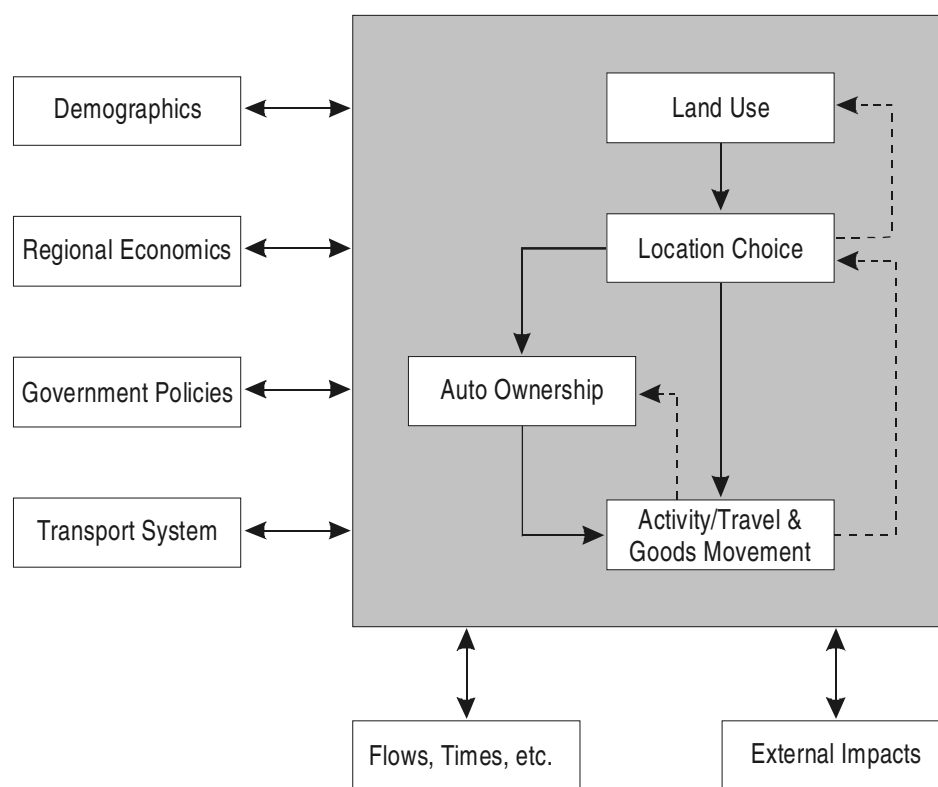 Demographics
Land Use
Regional Economics
Location Choice
Government Policies
Auto Ownership
Transport System
Activity/Travel &
Goods Movement
Flows, Times, etc.
External Impacts